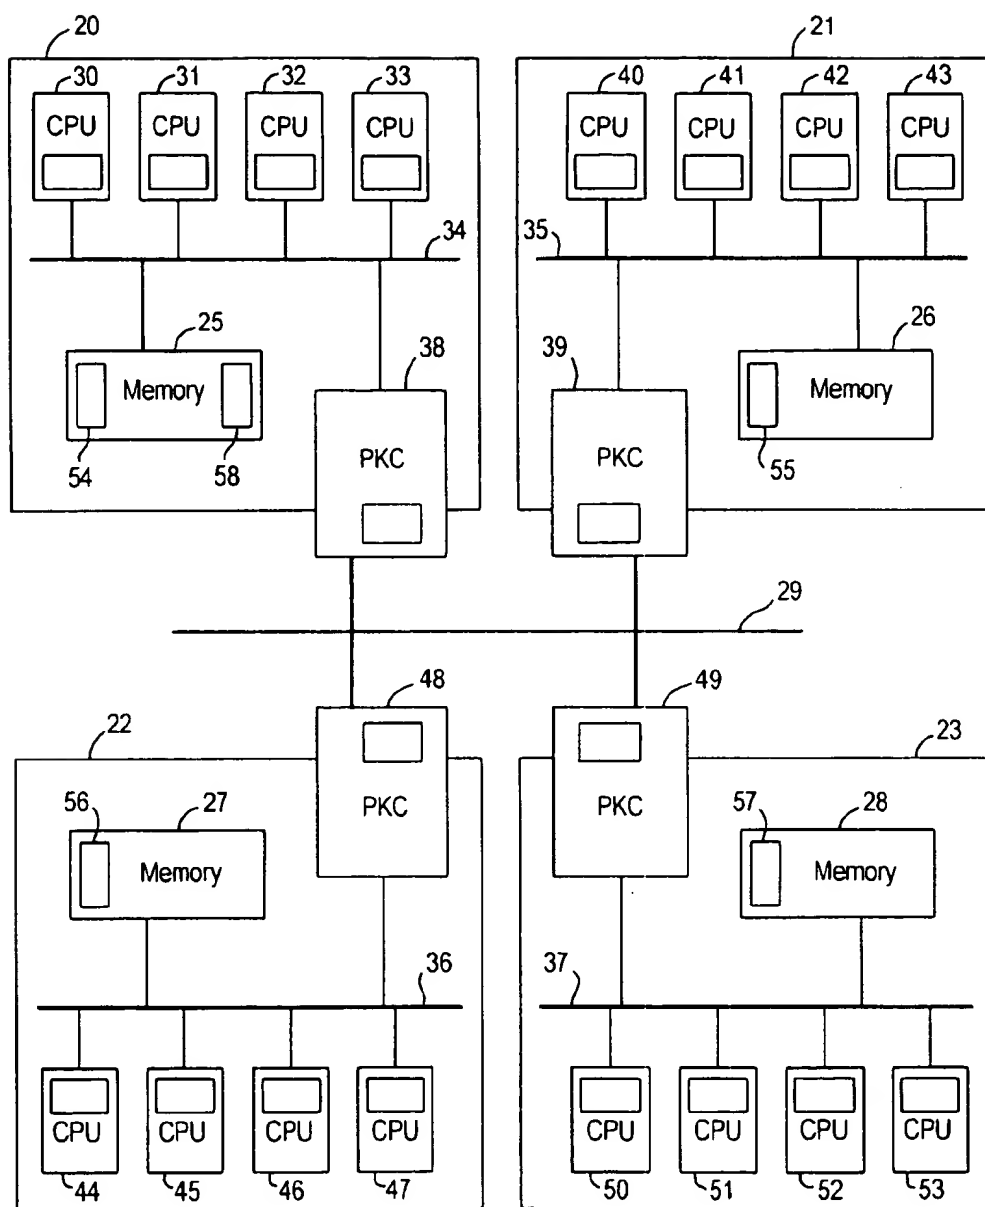 20 21
30 31 32 33 40 41 42 43
CPU CPU CPU CPU CPU CPU CPU CPU
34 35
25 38 39 26
Memory Memory
54 58 PKC PKC 55
29
48 49
22 23
56 27 PKC PKC 57 28
Memory Memory
36 37
CPU CPU CPU CPU CPU CPU CPU CPU
44 45 46 47 50 51 52 53